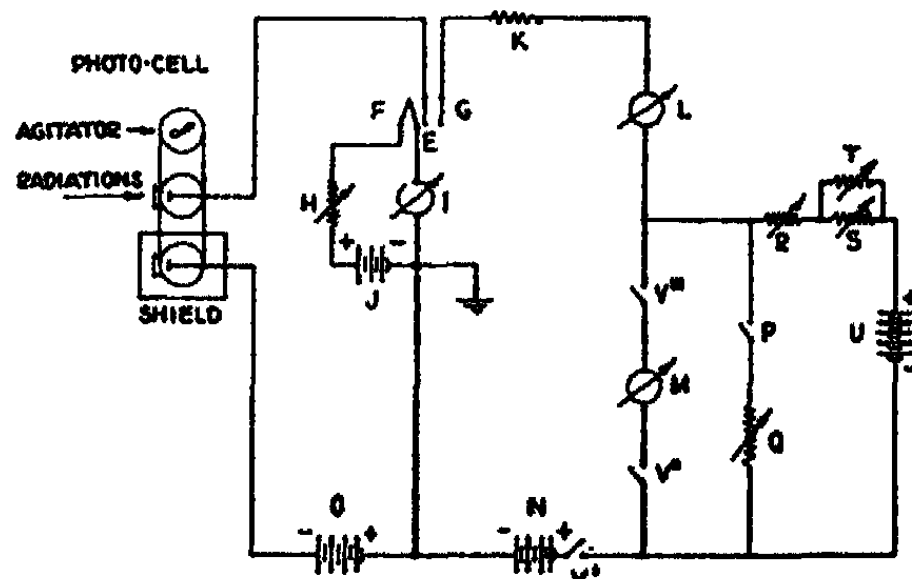 PHOTO-CELL
AGITATOR
RADIATIONS
SHIELD
F
E
G
K
L
H
I
+ -
J
T
R
S
V'''
P
U
+
-
M
Q
V''
- O +
- N +
V'